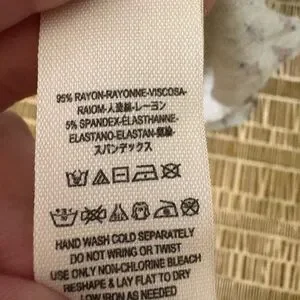 95% RAYON-RAYONNE-VISCOSA-
RAIOM-人造絲-レーヨン
5% SPANDEX-ÉLASTHANNE-
ELASTANO-ELASTAN-
スパンデックス
HAND WASH COLD SEPARATELY
DO NOT WRING OR TWIST
USE ONLY NON-CHLORINE BLEACH
RESHAPE & LAY FLAT TO DRY
LOW IRON AS NEEDED